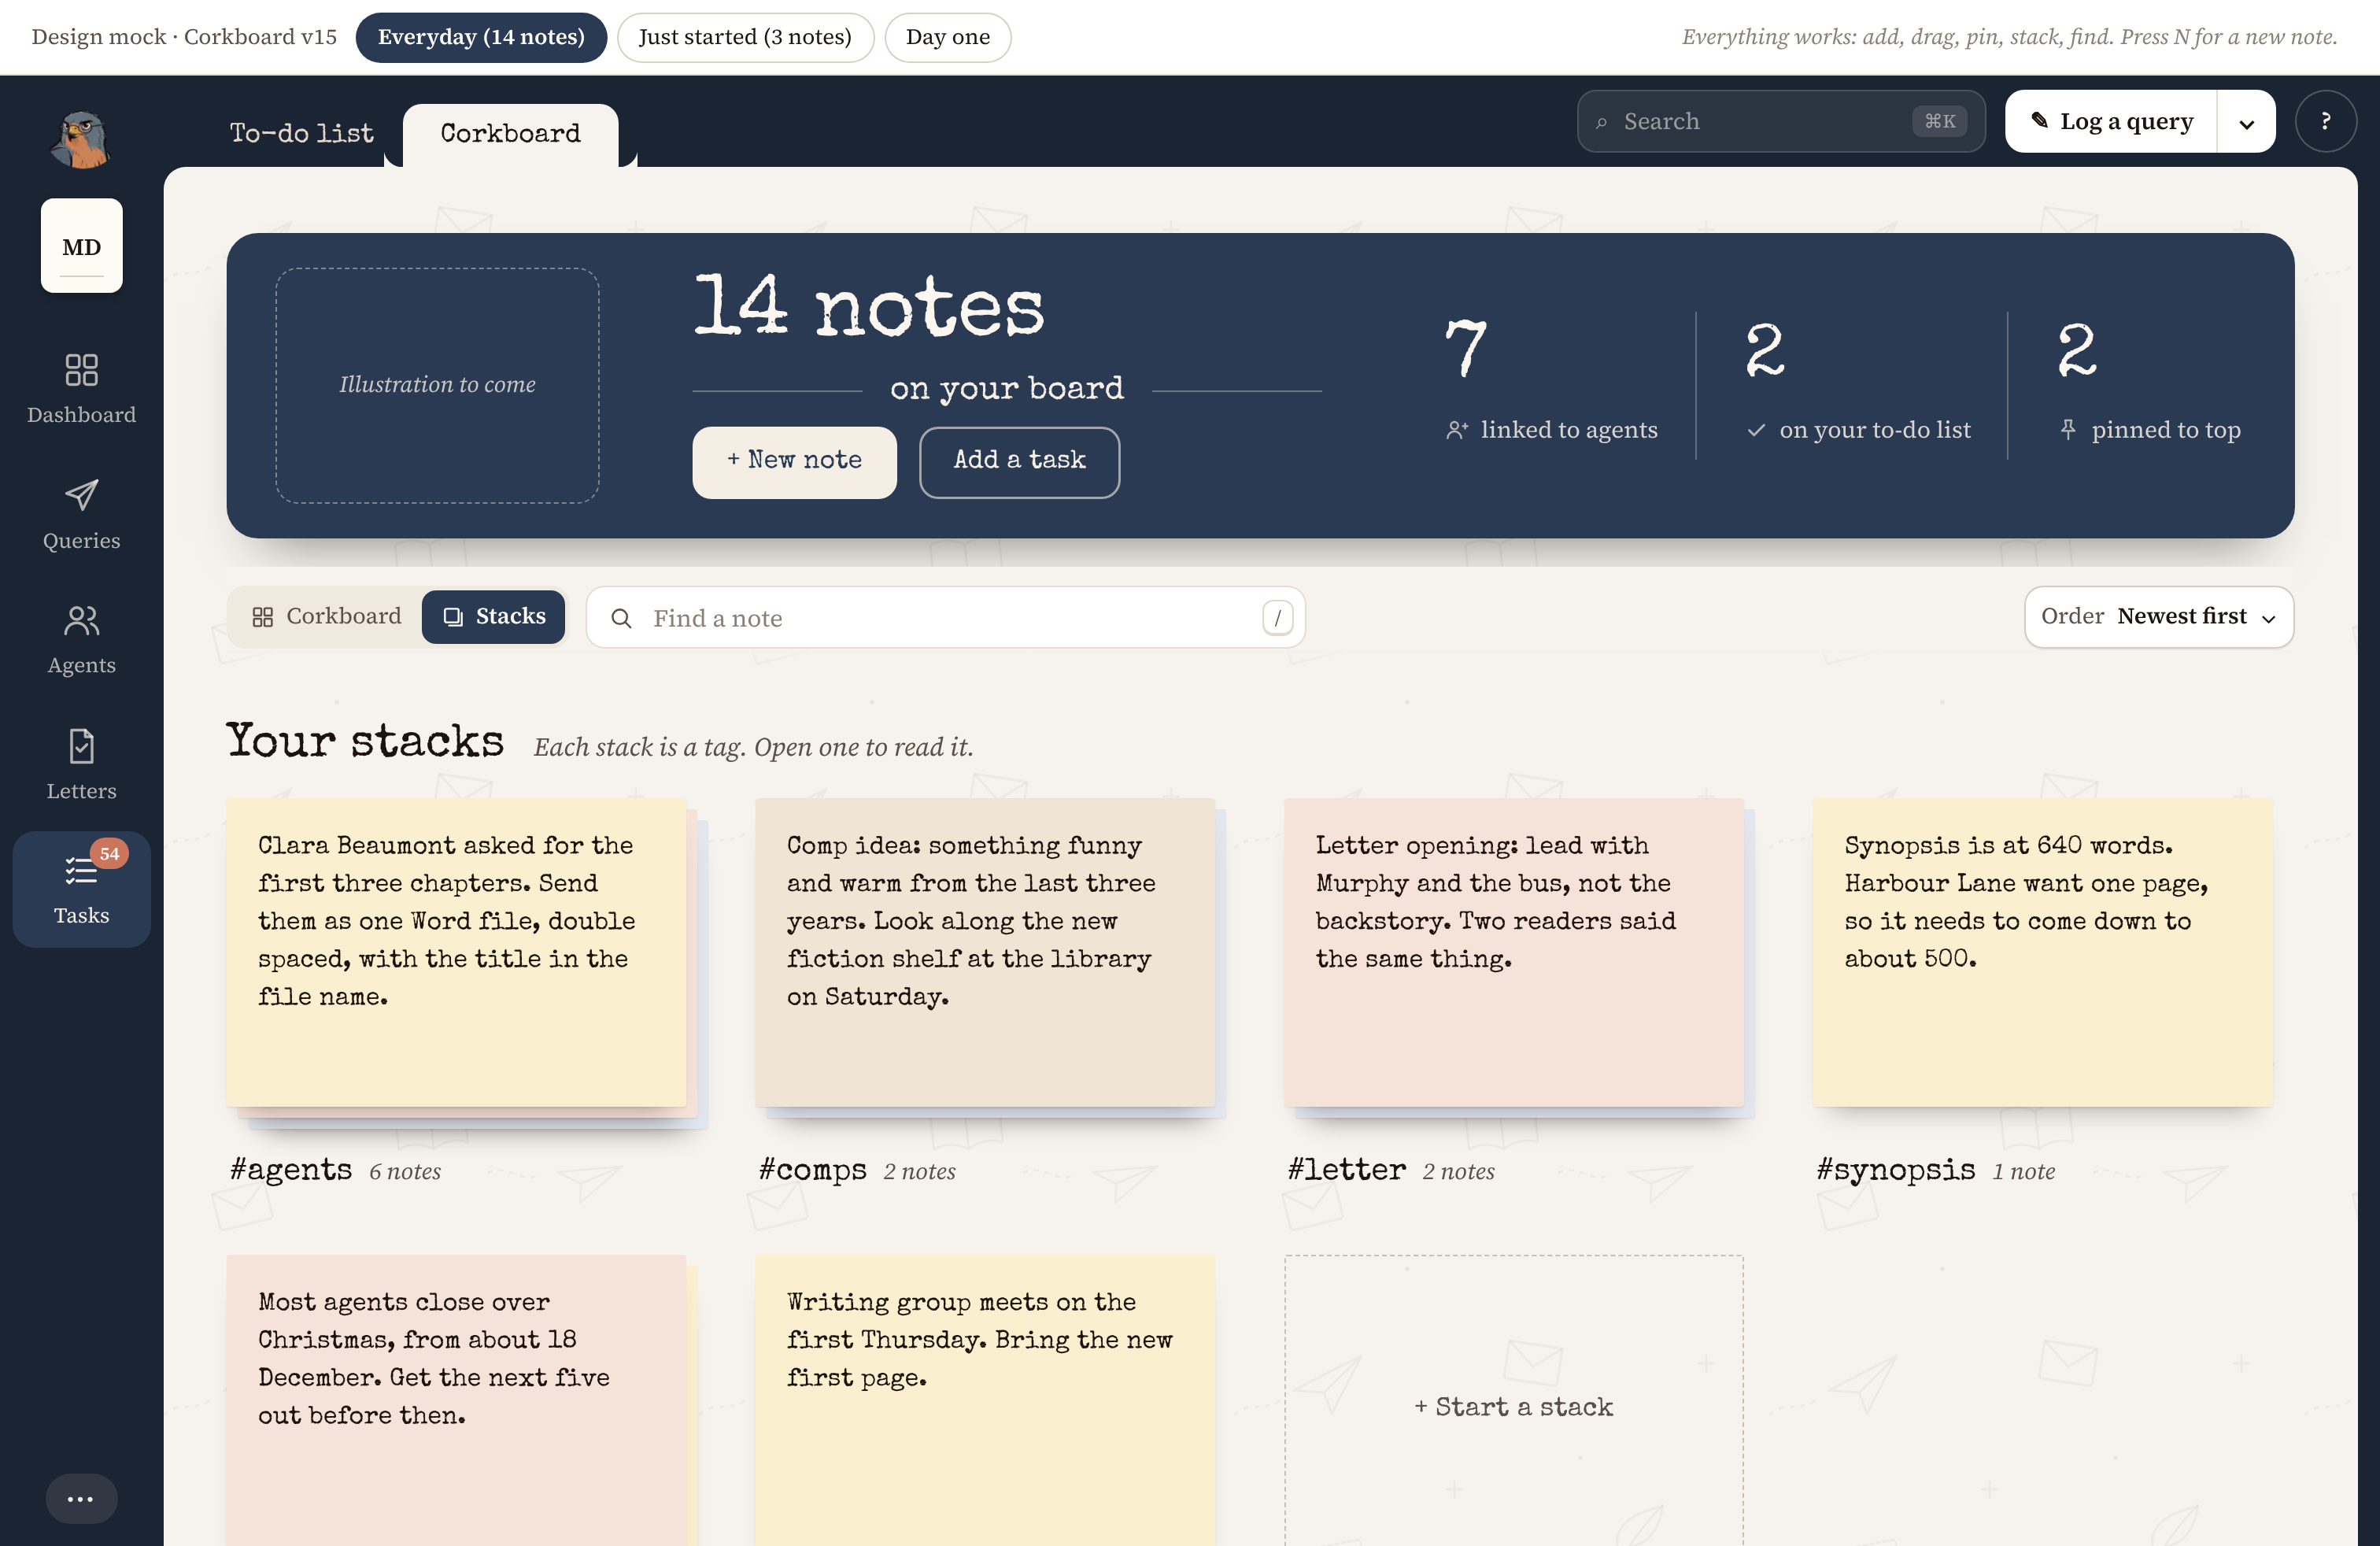 Design mock · Corkboard v15
Everyday (14 notes)
Just started (3 notes)
Day one
Everything works: add, drag, pin, stack, find. Press N for a new note.
To-do list
Corkboard
Search
⌘K
✎ Log a query
?
MD
Dashboard
Queries
Agents
Letters
54
Tasks
Illustration to come
14 notes
on your board
+ New note
Add a task
7
linked to agents
2
on your to-do list
2
pinned to top
Corkboard
Stacks
Find a note
/
Order Newest first
Your stacks
Each stack is a tag. Open one to read it.
Clara Beaumont asked for the
first three chapters. Send
them as one Word file, double
spaced, with the title in the
file name.
#agents 6 notes
Comp idea: something funny
and warm from the last three
years. Look along the new
fiction shelf at the library
on Saturday.
#comps 2 notes
Letter opening: lead with
Murphy and the bus, not the
backstory. Two readers said
the same thing.
#letter 2 notes
Synopsis is at 640 words.
Harbour Lane want one page,
so it needs to come down to
about 500.
#synopsis 1 note
Most agents close over
Christmas, from about 18
December. Get the next five
out before then.
Writing group meets on the
first Thursday. Bring the new
first page.
+ Start a stack